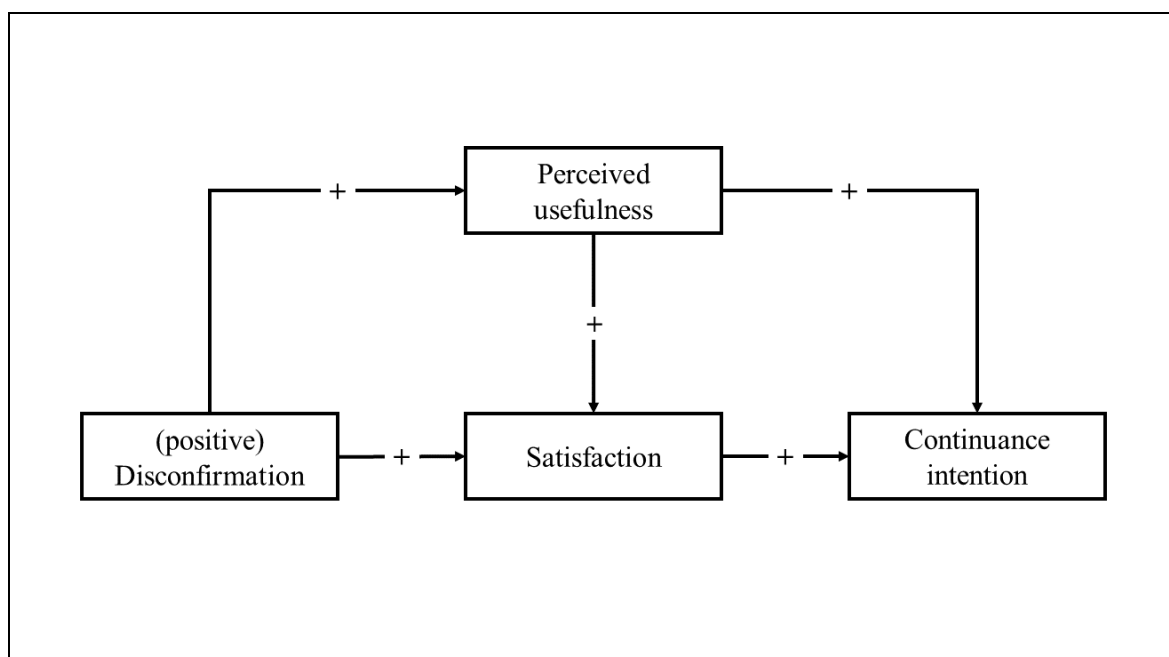 Perceived
usefulness
+
+
+
(positive)
Disconfirmation
+
Satisfaction
+
Continuance
intention